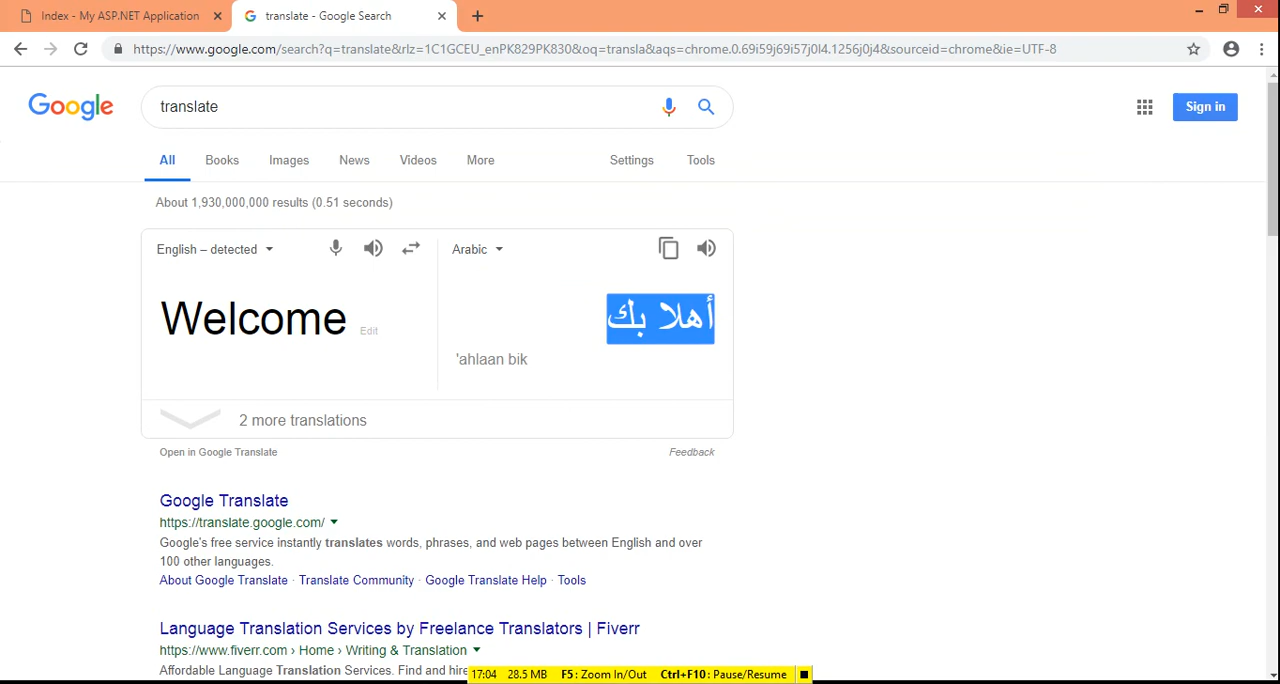 Index - My ASP.NET Application
translate - Google Search
https://www.google.com/search?q=translate&rlz=1C1GCEU_enPK829PK830&oq=transla&aqs=chrome.0.69i59j69i57j0l4.1256j0j4&sourceid=chrome&ie=UTF-8
Google
translate
Sign in
All Books Images News Videos More Settings Tools
About 1,930,000,000 results (0.51 seconds)
English – detected
Arabic
Welcome Edit
أهلا بك
'ahlaan bik
2 more translations
Open in Google Translate
Feedback
Google Translate
https://translate.google.com/
Google's free service instantly translates words, phrases, and web pages between English and over
100 other languages.
About Google Translate · Translate Community · Google Translate Help · Tools
Language Translation Services by Freelance Translators | Fiverr
https://www.fiverr.com › Home › Writing & Translation
Affordable Language Translation Services. Find and hire
17:04 28.5 MB F5: Zoom In/Out Ctrl+F10: Pause/Resume